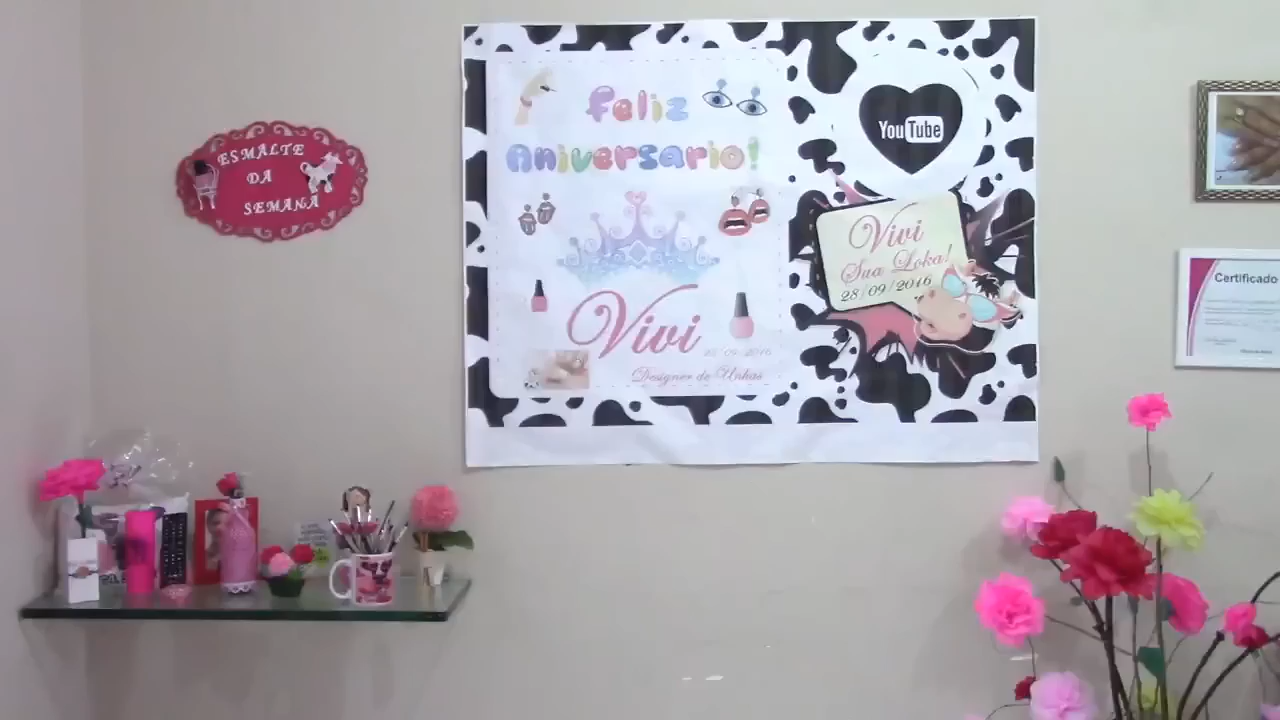 ESMALTE
DA
SEMANA
Feliz
Aniversario!
Vivi
28/09/2016
Designer de Unhas
YouTube
Vivi
Sua Loka!
28/09/2016
Certificado